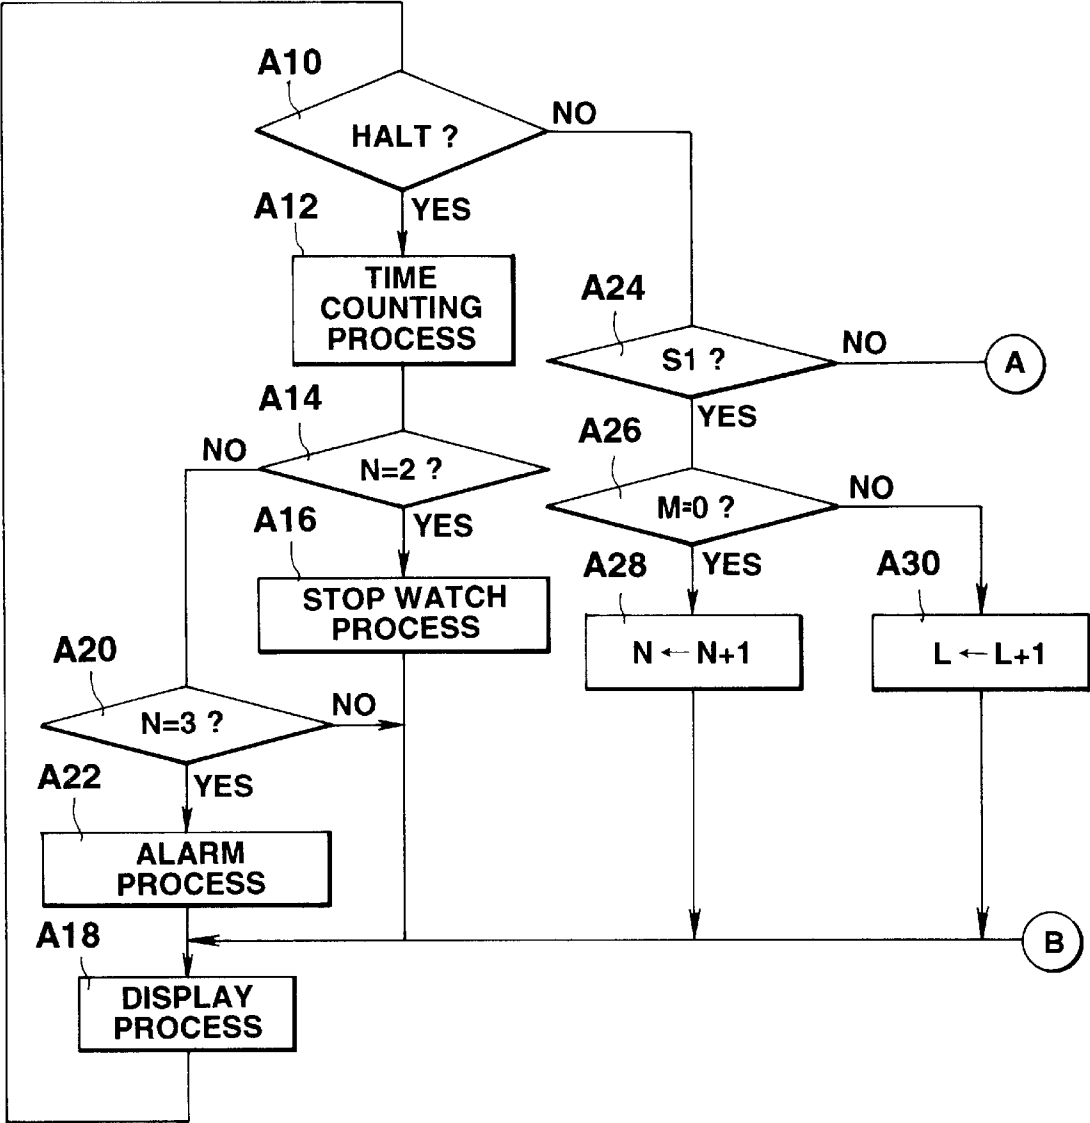 A10
HALT ?
NO
YES
A12
TIME
COUNTING
PROCESS
A24
S1 ?
NO
A
YES
A14
N=2 ?
NO
YES
A26
M=0 ?
NO
YES
A16
STOP WATCH
PROCESS
A28
N ← N+1
A30
L ← L+1
A20
N=3 ?
NO
YES
A22
ALARM
PROCESS
A18
B
DISPLAY
PROCESS